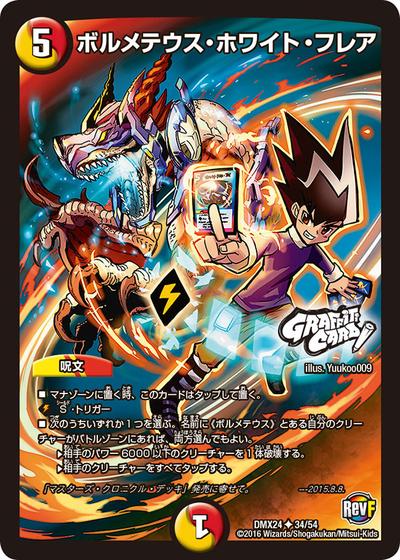 5
ボルメテウス・ホワイト・フレア
GRAFFITI
CARD!
illus. Yuukoo009
呪文
■ マナゾーンに置く時、このカードはタップして置く。
S・トリガー
■ 次のうちいずれか1つを選ぶ。名前に《ボルメテウス》とある自分のクリー
チャーがバトルゾーンにあれば、両方選んでもよい。
▶相手のパワー6000以下のクリーチャーを1体破壊する。
▶相手のクリーチャーをすべてタップする。
「マスターズ・クロニクル・デッキ」発売に寄せて。 ---2015.8.8.
1
RevF
DMX24 ◆ 34/54
©2016 Wizards/Shogakukan/Mitsui-Kids